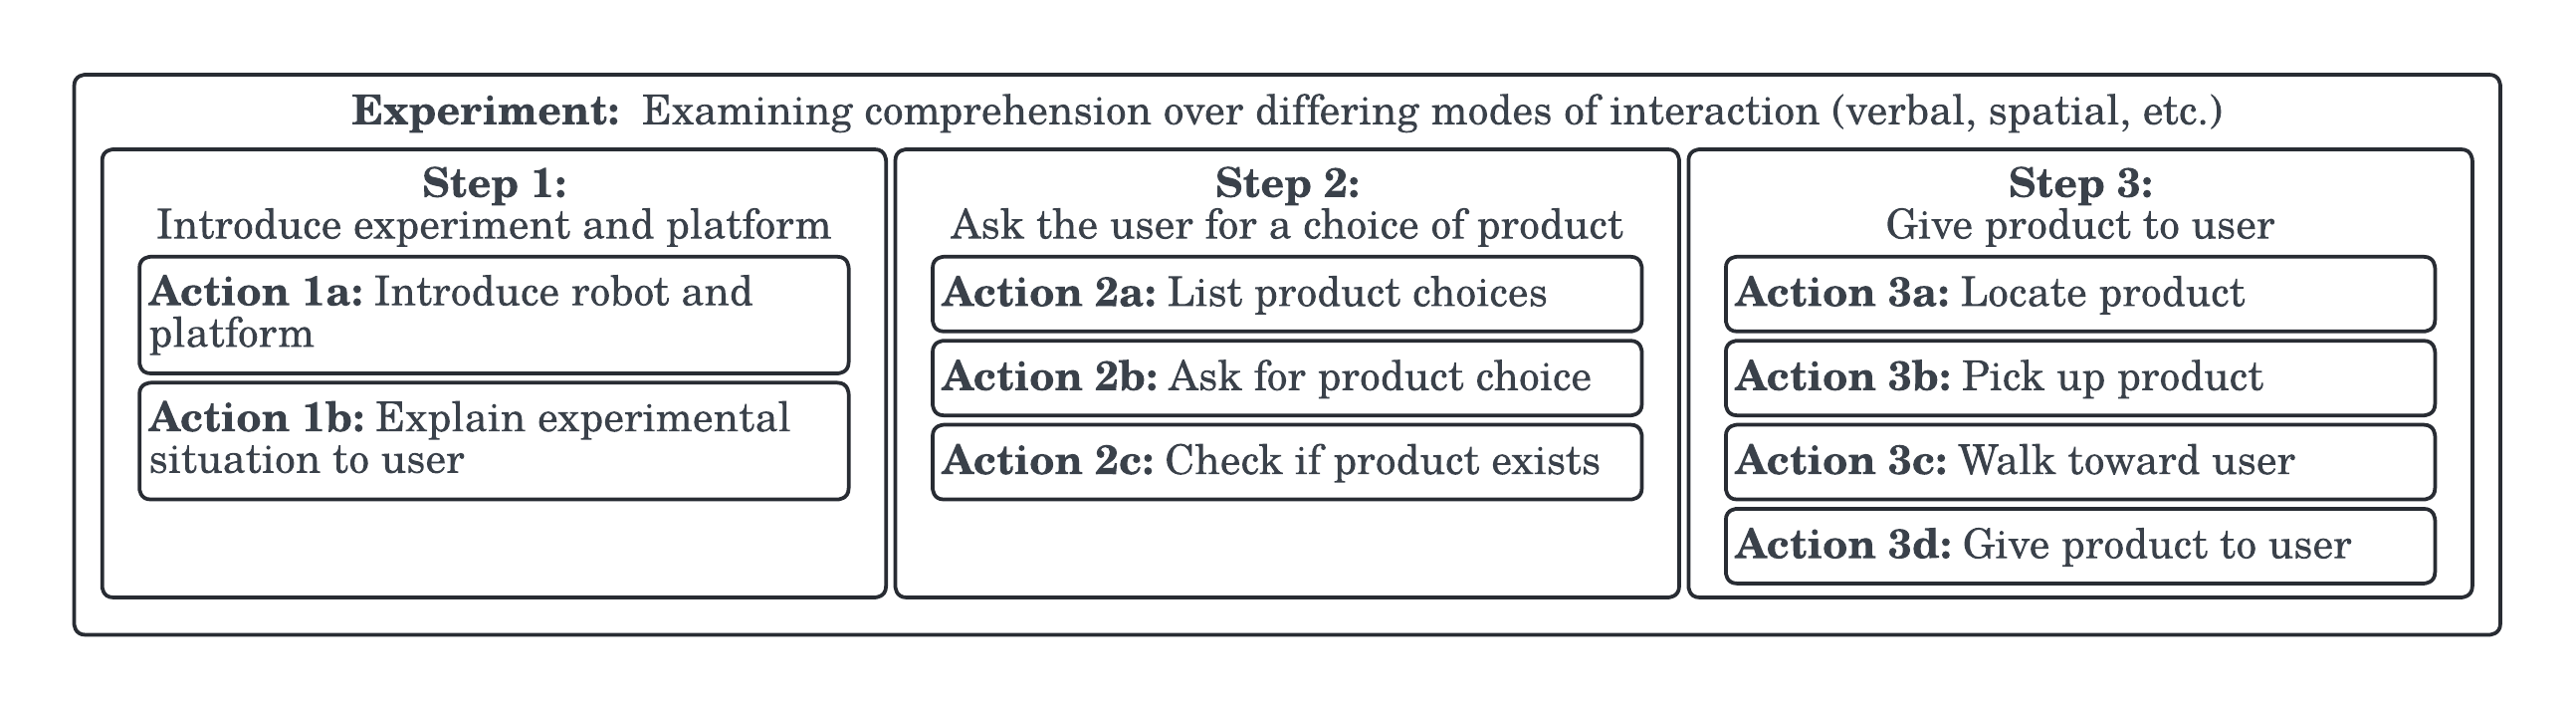 Experiment: Examining comprehension over differing modes of interaction (verbal, spatial, etc.)
Step 1:
Introduce experiment and platform
Action 1a: Introduce robot and
platform
Action 1b: Explain experimental
situation to user
Step 2:
Ask the user for a choice of product
Action 2a: List product choices
Action 2b: Ask for product choice
Action 2c: Check if product exists
Step 3:
Give product to user
Action 3a: Locate product
Action 3b: Pick up product
Action 3c: Walk toward user
Action 3d: Give product to user